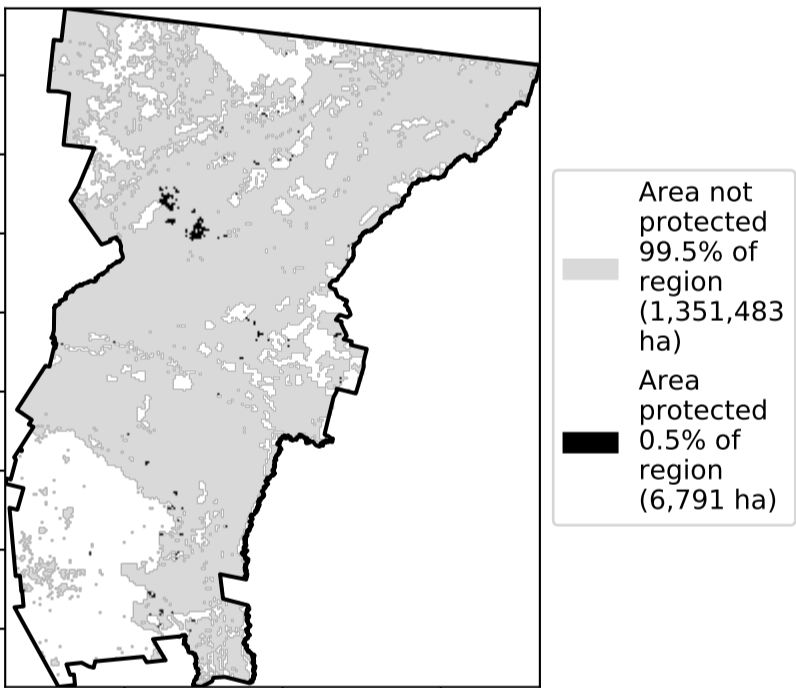 Area not
protected
99.5% of
region
(1,351,483
ha)
Area
protected
0.5% of
region
(6,791 ha)